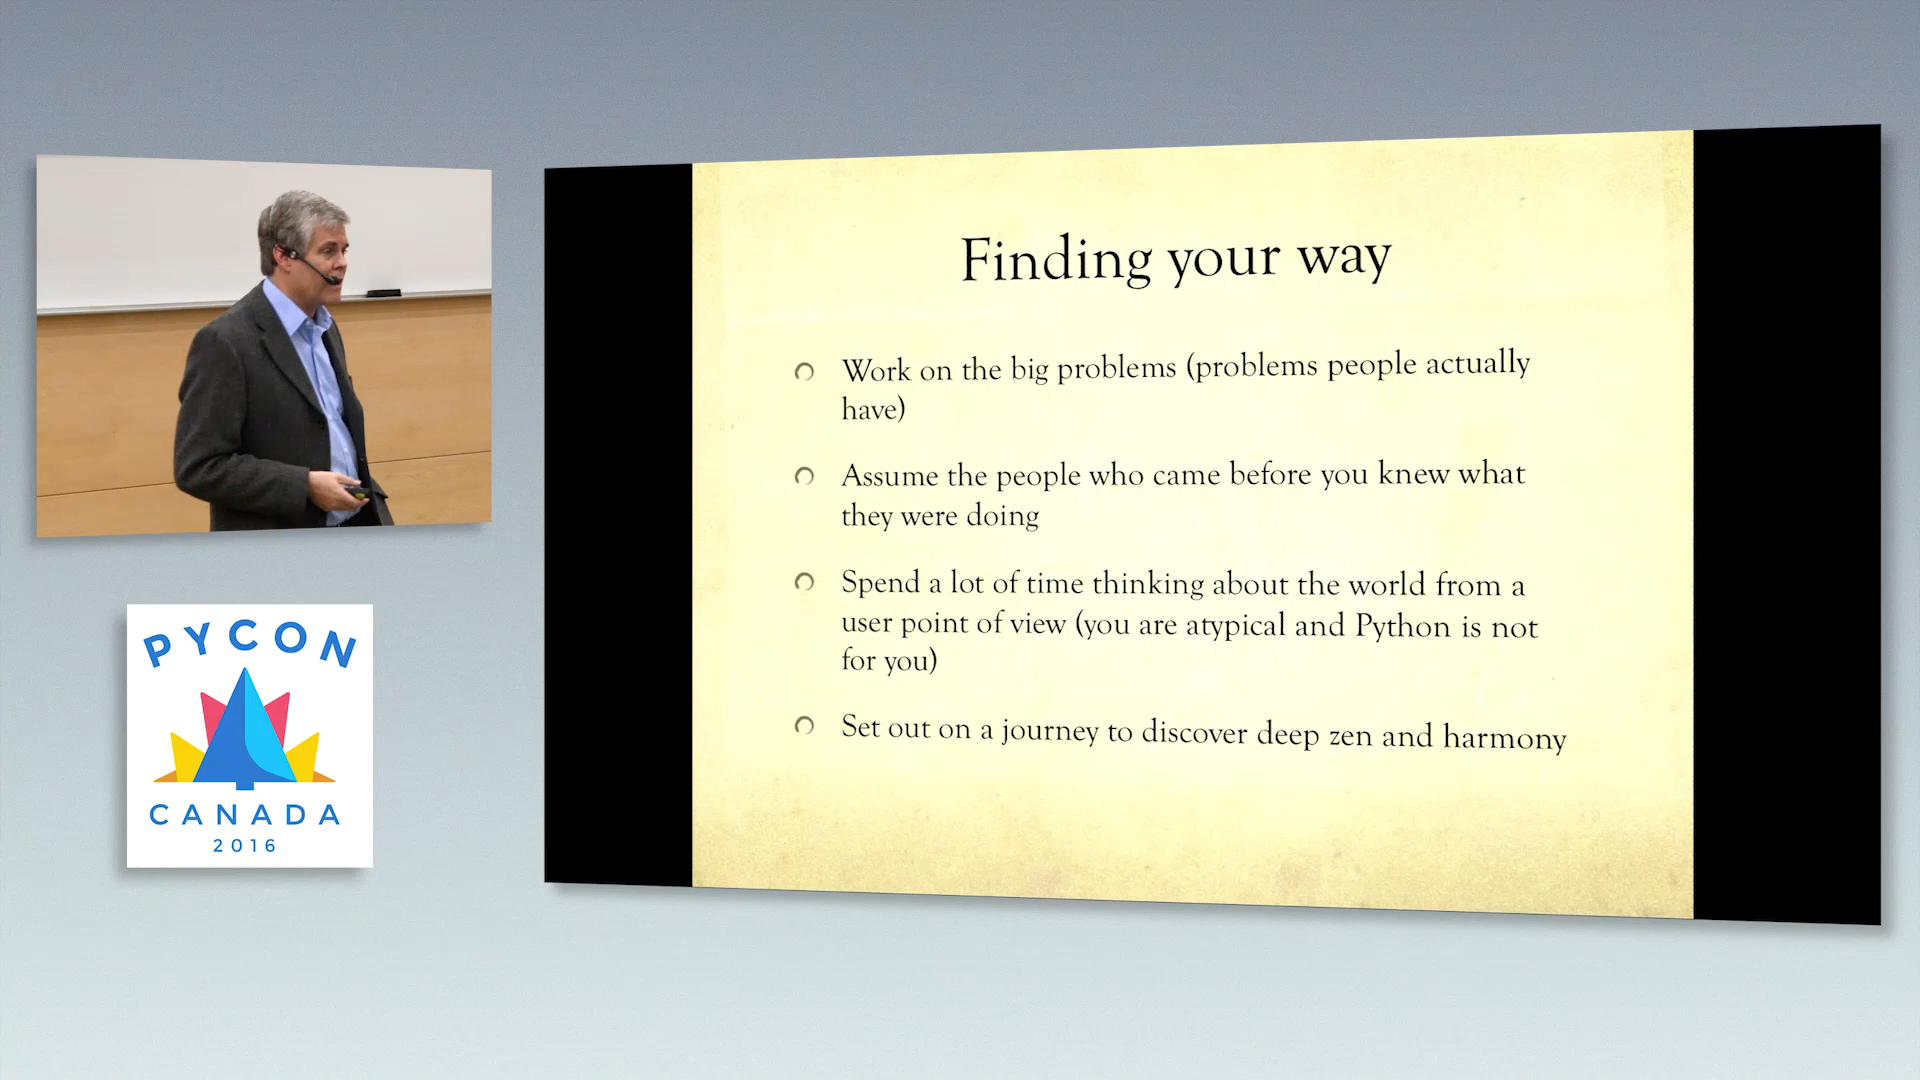 PYCON
CANADA
2016
Finding your way
Work on the big problems (problems people actually
have)
Assume the people who came before you knew what
they were doing
Spend a lot of time thinking about the world from a
user point of view (you are atypical and Python is not
for you)
Set out on a journey to discover deep zen and harmony